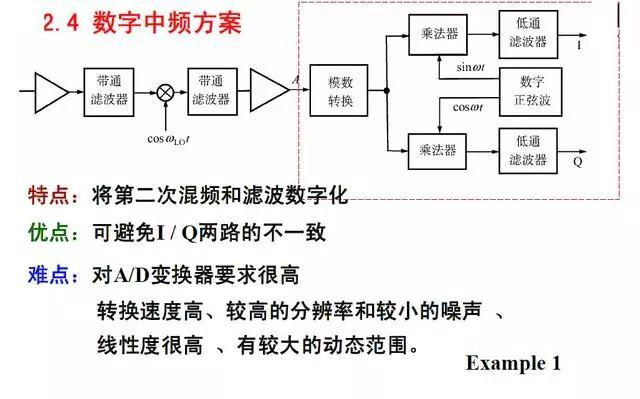 2.4 数字中频方案
带通
滤波器
cosωLOt
带通
滤波器
A
模数
转换
乘法器
低通
滤波器
I
sinωt
数字
正弦波
cosωt
乘法器
低通
滤波器
Q
特点：将第二次混频和滤波数字化
优点：可避免I / Q两路的不一致
难点：对A/D变换器要求很高
转换速度高、较高的分辨率和较小的噪声 、
线性度很高 、有较大的动态范围。
Example 1